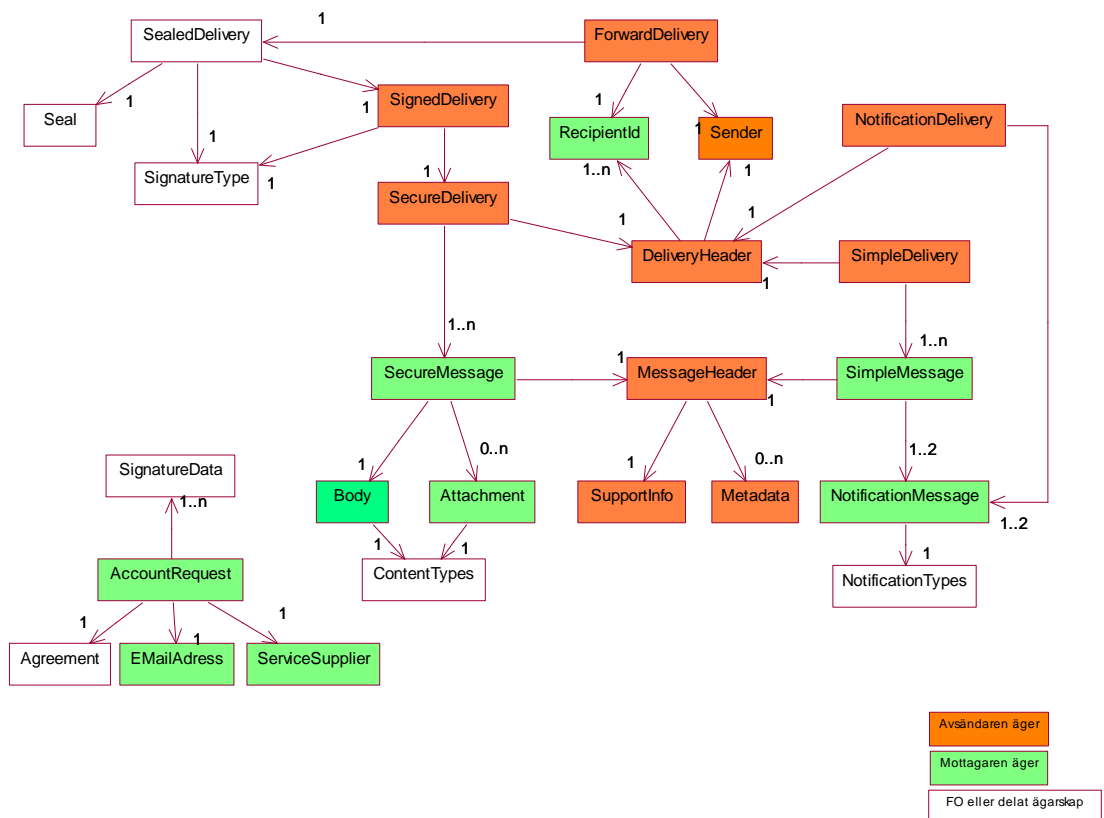 1
SealedDelivery
ForwardDelivery
Seal
1
SignedDelivery
1
1
1
RecipientId
1
Sender
NotificationDelivery
SignatureType
1
1
SecureDelivery
1..n
1
1
1
DeliveryHeader
1
SimpleDelivery
1..n
1..n
SecureMessage
1
MessageHeader
1
SimpleMessage
1
0..n
1
0..n
1..2
SignatureData
1..n
Body
Attachment
SupportInfo
Metadata
NotificationMessage
1..2
1
1
1
AccountRequest
ContentTypes
NotificationTypes
1
1
1
Agreement
EMailAdress
ServiceSupplier
Avsändaren äger
Mottagaren äger
FO eller delat ägarskap